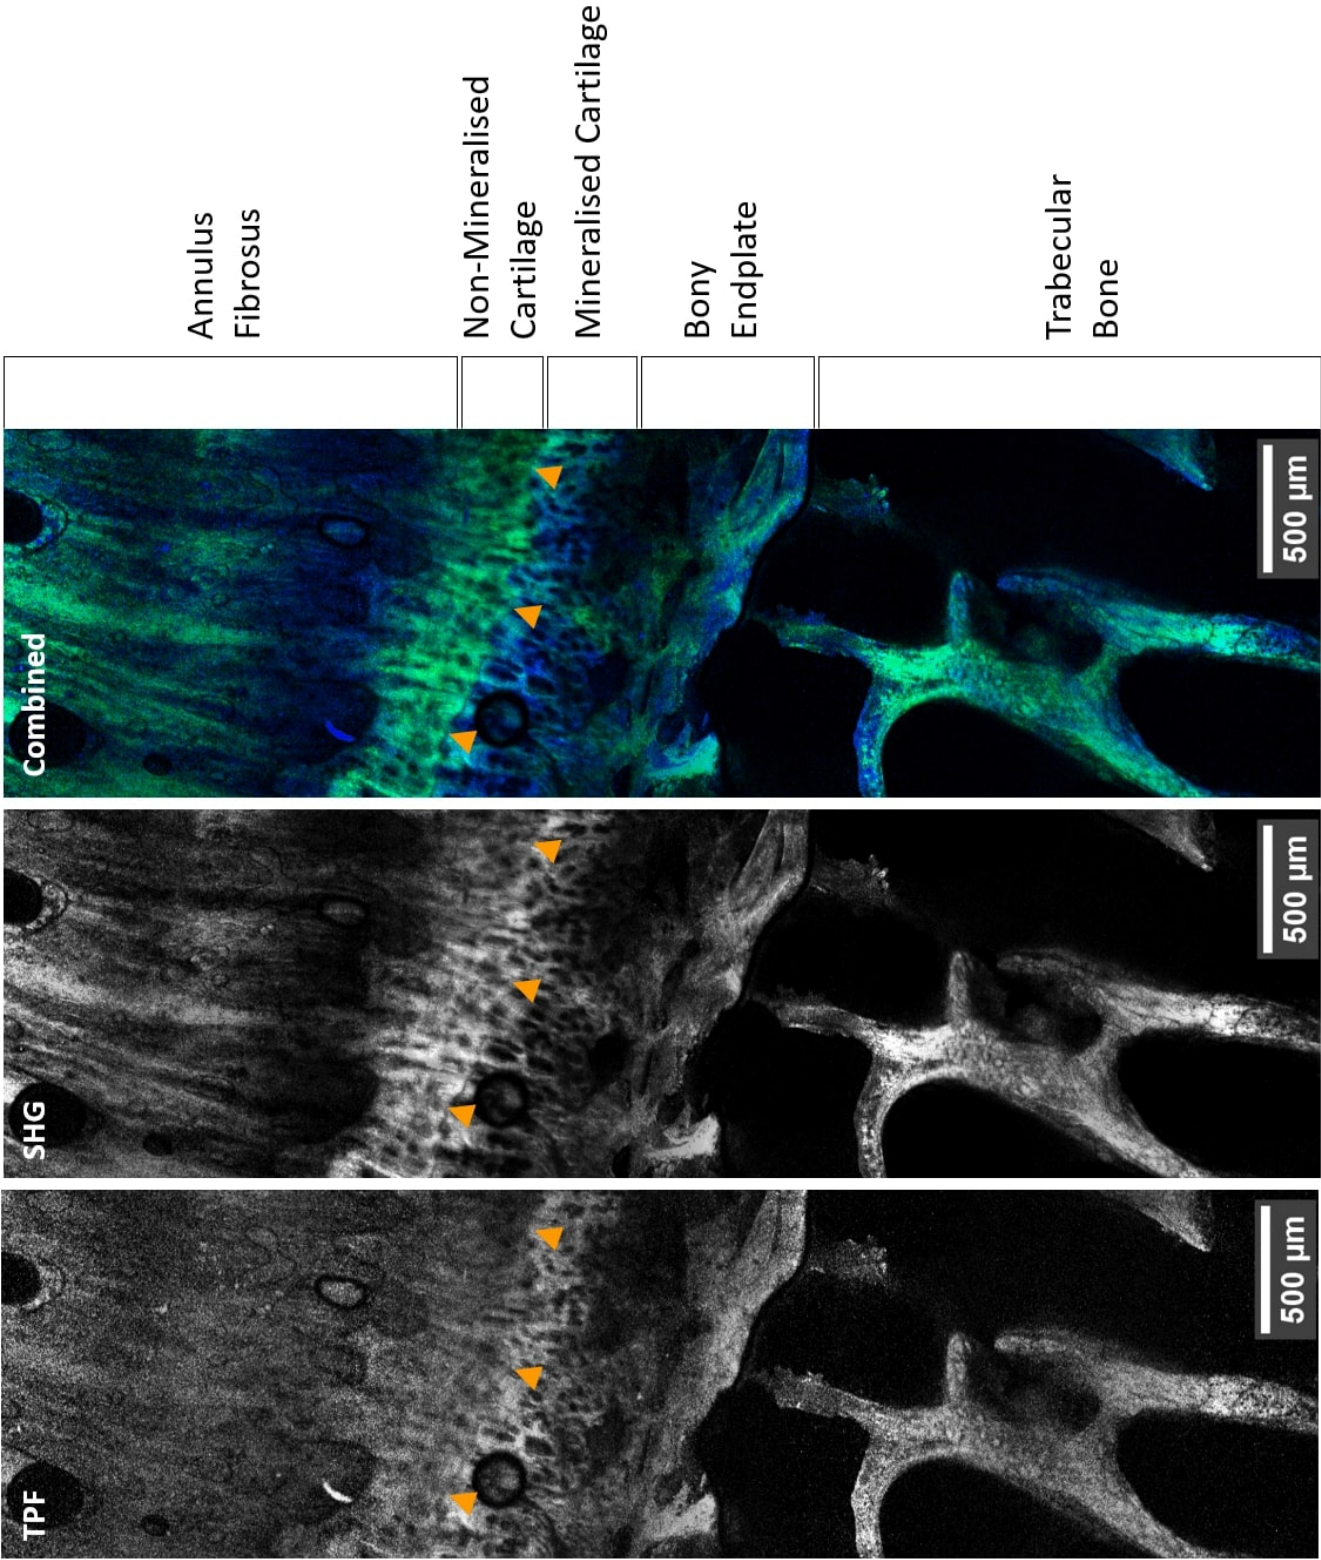 Annulus
Fibrosus
Non-Mineralised
Cartilage
Mineralised Cartilage
Bony
Endplate
Trabecular
Bone
Combined
500 µm
SHG
500 µm
TPF
500 µm